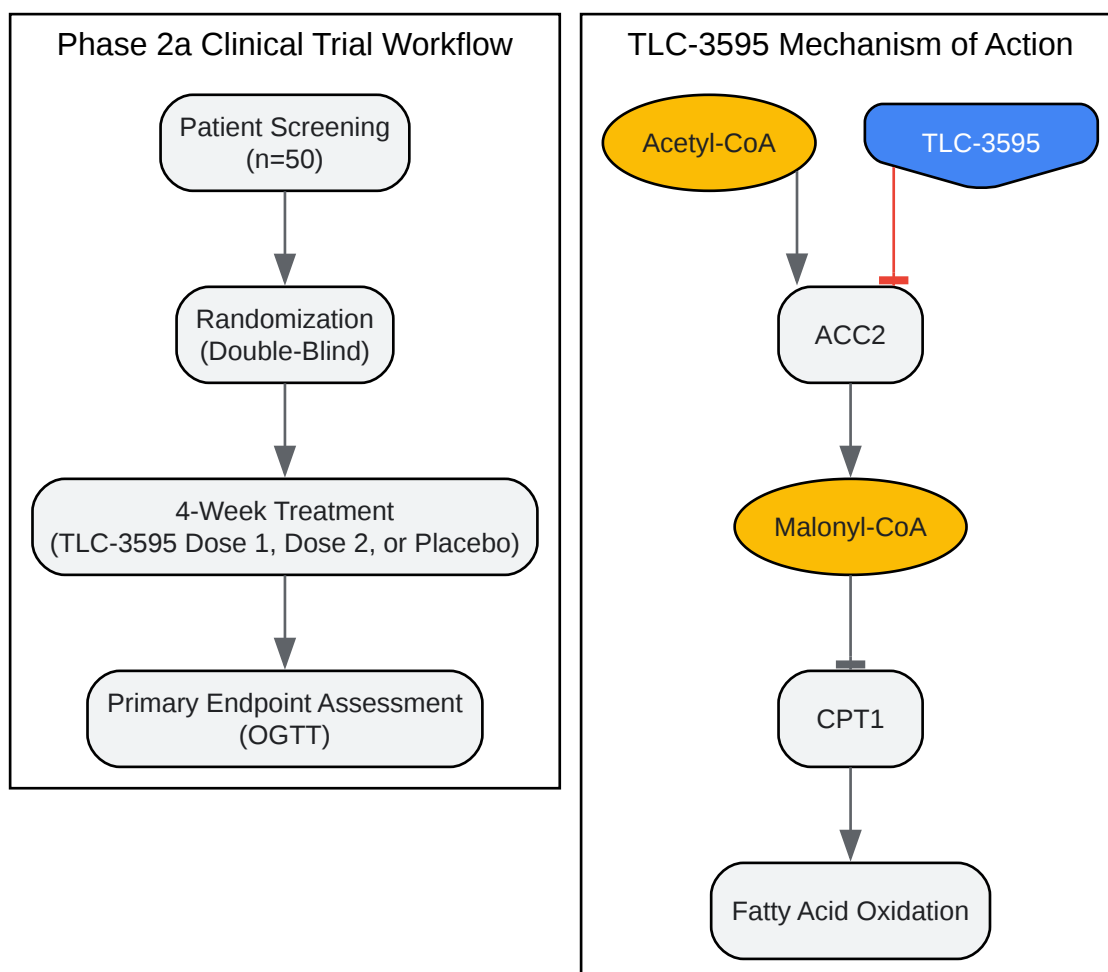 Phase 2a Clinical Trial Workflow
Patient Screening
(n=50)
Randomization
(Double-Blind)
4-Week Treatment
(TLC-3595 Dose 1, Dose 2, or Placebo)
Primary Endpoint Assessment
(OGTT)
TLC-3595 Mechanism of Action
Acetyl-CoA
TLC-3595
ACC2
Malonyl-CoA
CPT1
Fatty Acid Oxidation